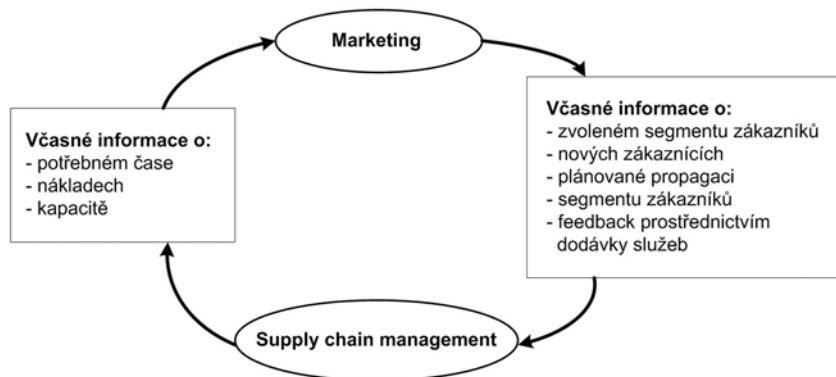 Marketing
Včasné informace o:
- potřebném čase
- nákladech
- kapacitě
Včasné informace o:
- zvoleném segmentu zákazníků
- nových zákaznících
- plánované propagaci
- segmentu zákazníků
- feedback prostřednictvím
dodávky služeb
Supply chain management